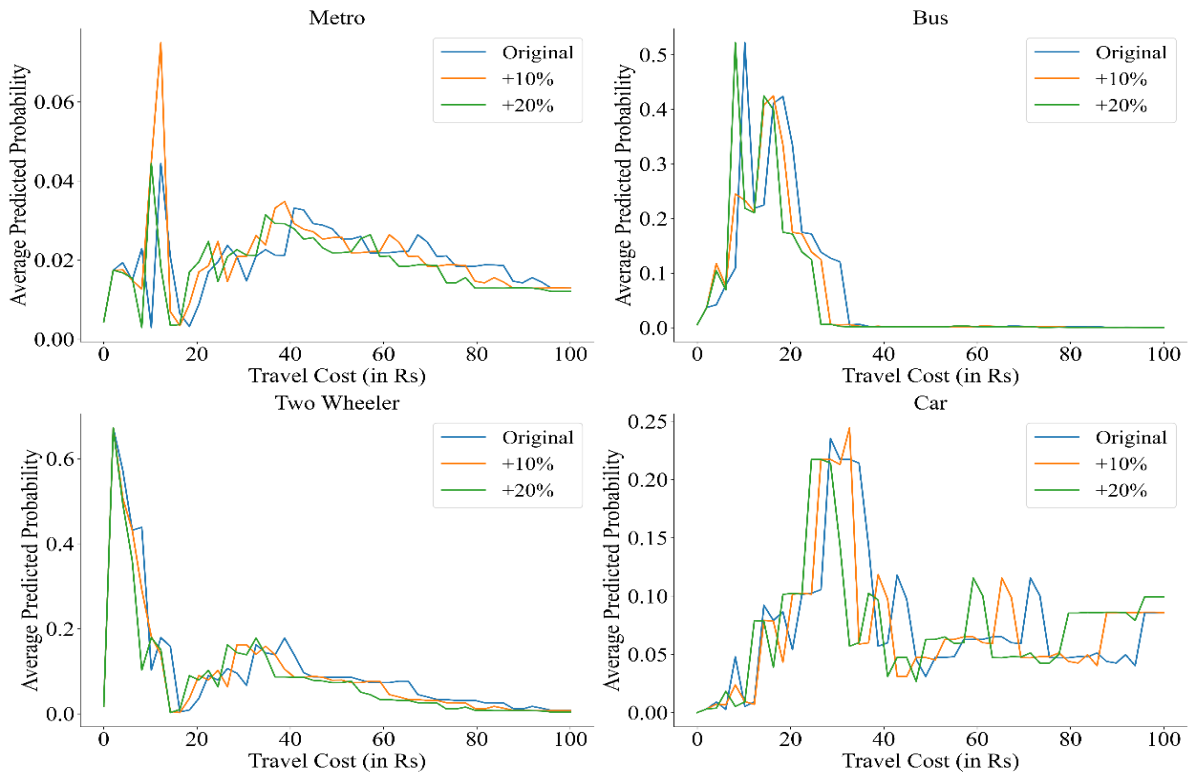 Metro
Average Predicted Probability
0.06
0.04
0.02
0.00
Original
+10%
+20%
0 20 40 60 80 100
Travel Cost (in Rs)
Bus
Average Predicted Probability
0.5
0.4
0.3
0.2
0.1
0.0
Original
+10%
+20%
0 20 40 60 80 100
Travel Cost (in Rs)
Two Wheeler
Average Predicted Probability
0.6
0.4
0.2
0.0
Original
+10%
+20%
0 20 40 60 80 100
Travel Cost (in Rs)
Car
Average Predicted Probability
0.25
0.20
0.15
0.10
0.05
0.00
Original
+10%
+20%
0 20 40 60 80 100
Travel Cost (in Rs)